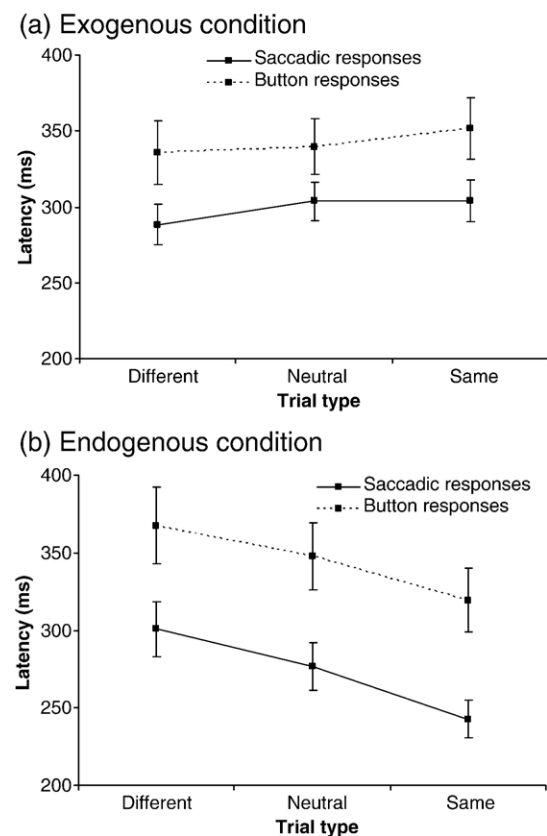 (a) Exogenous condition
400
Saccadic responses
Button responses
350
300
250
200
Latency (ms)
Different Neutral Same
Trial type
(b) Endogenous condition
400
Saccadic responses
Button responses
350
300
250
200
Latency (ms)
Different Neutral Same
Trial type